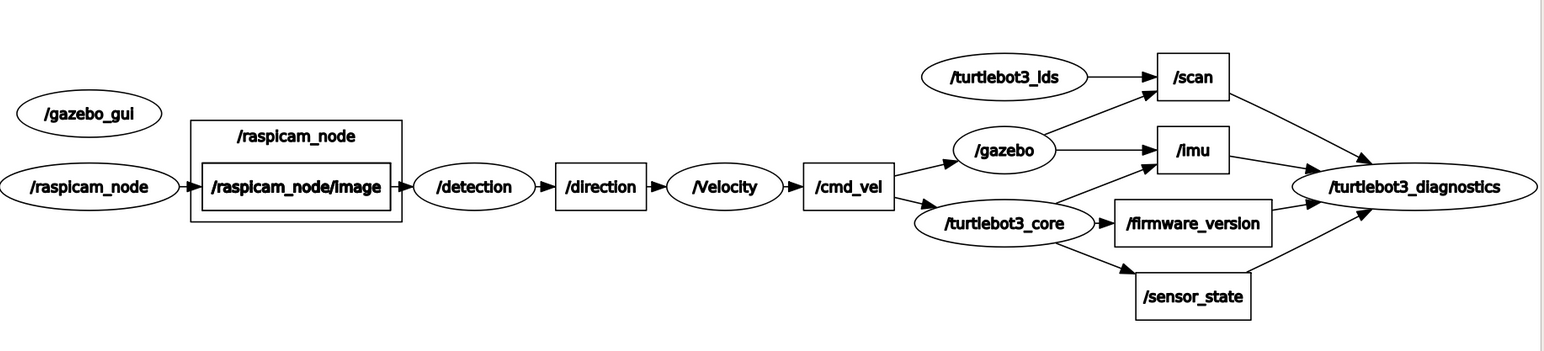 /gazebo_gui
/raspicam_node
/raspicam_node
/raspicam_node/image
/detection
/direction
/Velocity
/cmd_vel
/turtlebot3_lds
/gazebo
/turtlebot3_core
/scan
/imu
/firmware_version
/sensor_state
/turtlebot3_diagnostics